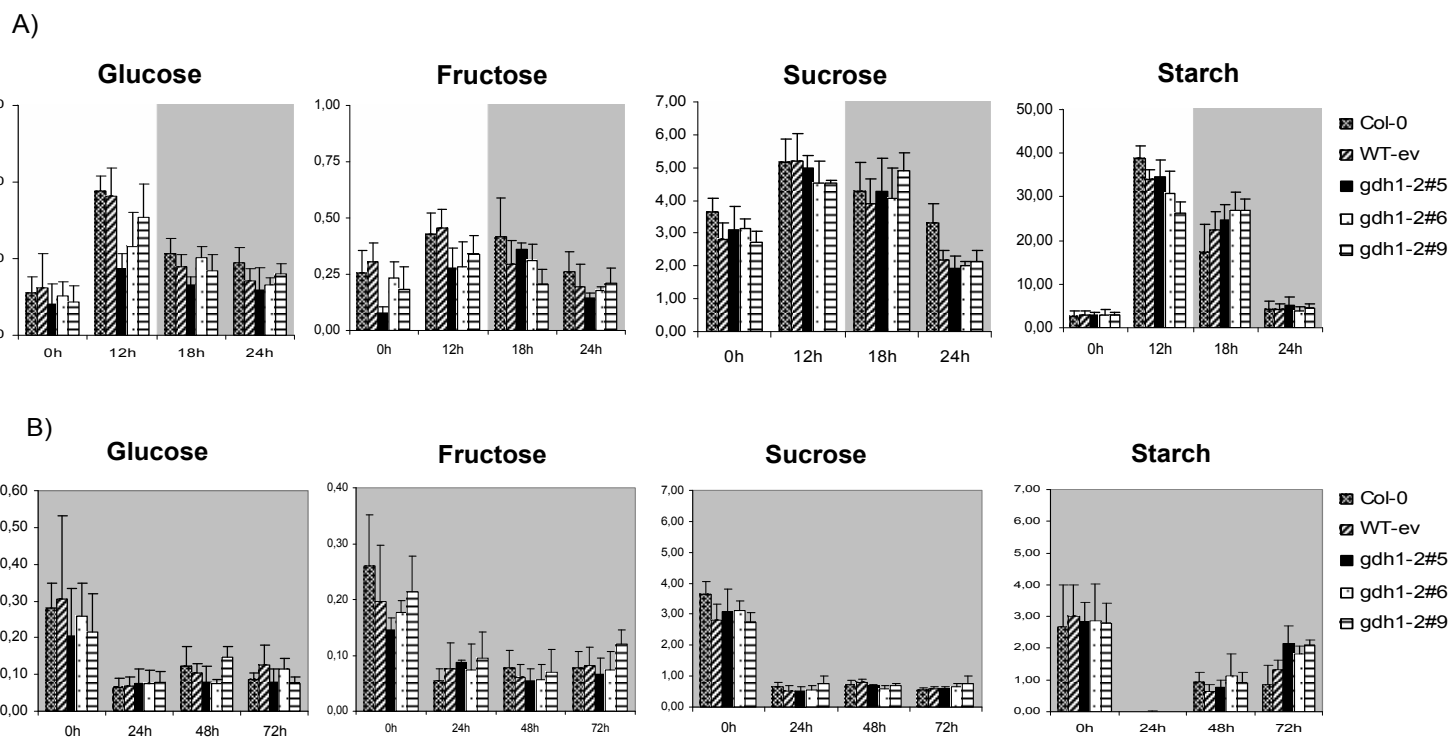 A)
Glucose
Fructose
Sucrose
Starch
1,00
0,75
0,50
0,25
0,00
7,00
6,00
5,00
4,00
3,00
2,00
1,00
0,00
50,00
40,00
30,00
20,00
10,00
0,00
0h 12h 18h 24h
0h 12h 18h 24h
0h 12h 18h 24h
0h 12h 18h 24h
Col-0
WT-ev
gdh1-2#5
gdh1-2#6
gdh1-2#9
B)
Glucose
Fructose
Sucrose
Starch
0,60
0,50
0,40
0,30
0,20
0,10
0,00
0,40
0,30
0,20
0,10
0,00
7,00
6,00
5,00
4,00
3,00
2,00
1,00
0,00
7,00
6,00
5,00
4,00
3,00
2,00
1,00
0,00
0h 24h 48h 72h
0h 24h 48h 72h
0h 24h 48h 72h
0h 24h 48h 72h
Col-0
WT-ev
gdh1-2#5
gdh1-2#6
gdh1-2#9